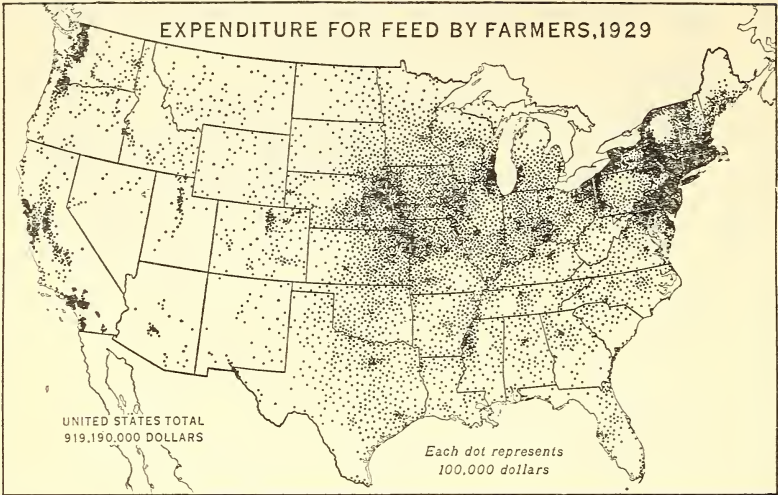 EXPENDITURE FOR FEED BY FARMERS,1929
UNITED STATES TOTAL
919,190,000 DOLLARS
Each dot represents
100,000 dollars